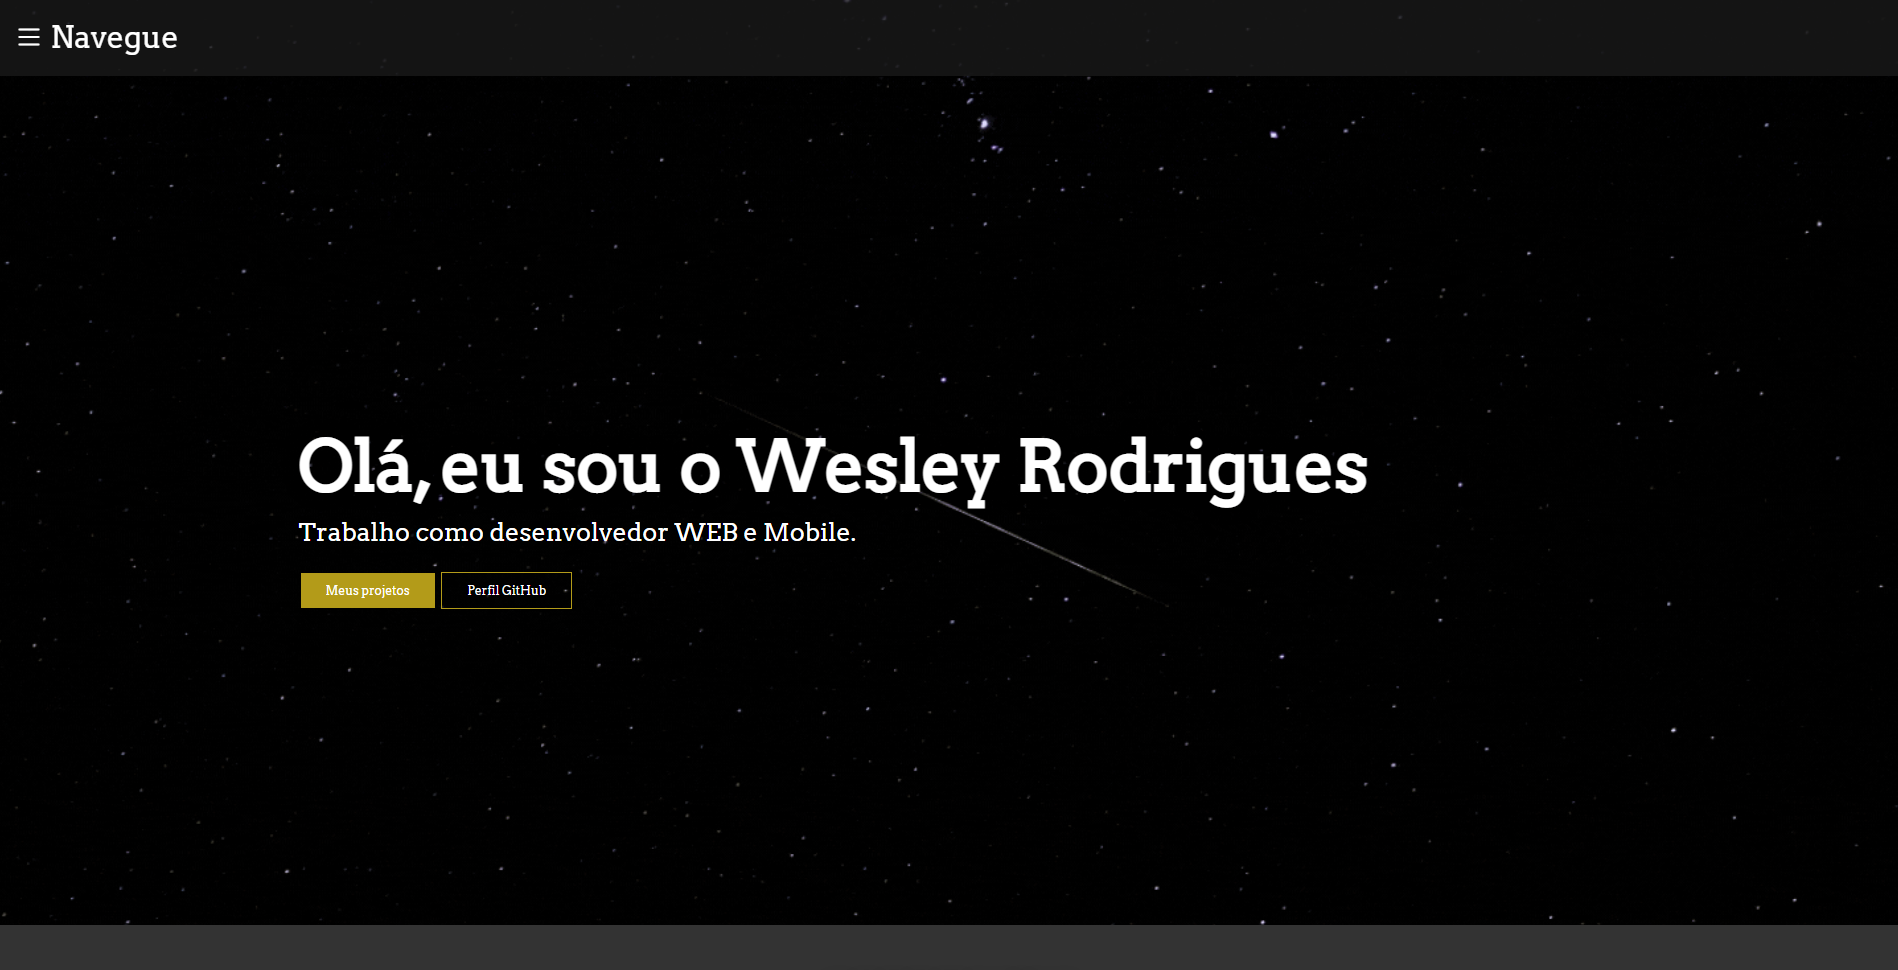 Navegue
Olá, eu sou o Wesley Rodrigues
Trabalho como desenvolvedor WEB e Mobile.
Meus projetos
Perfil GitHub